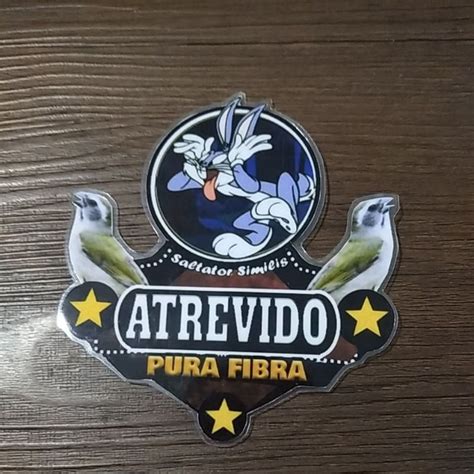 Saltator Similis
ATREVIDO
PURA FIBRA